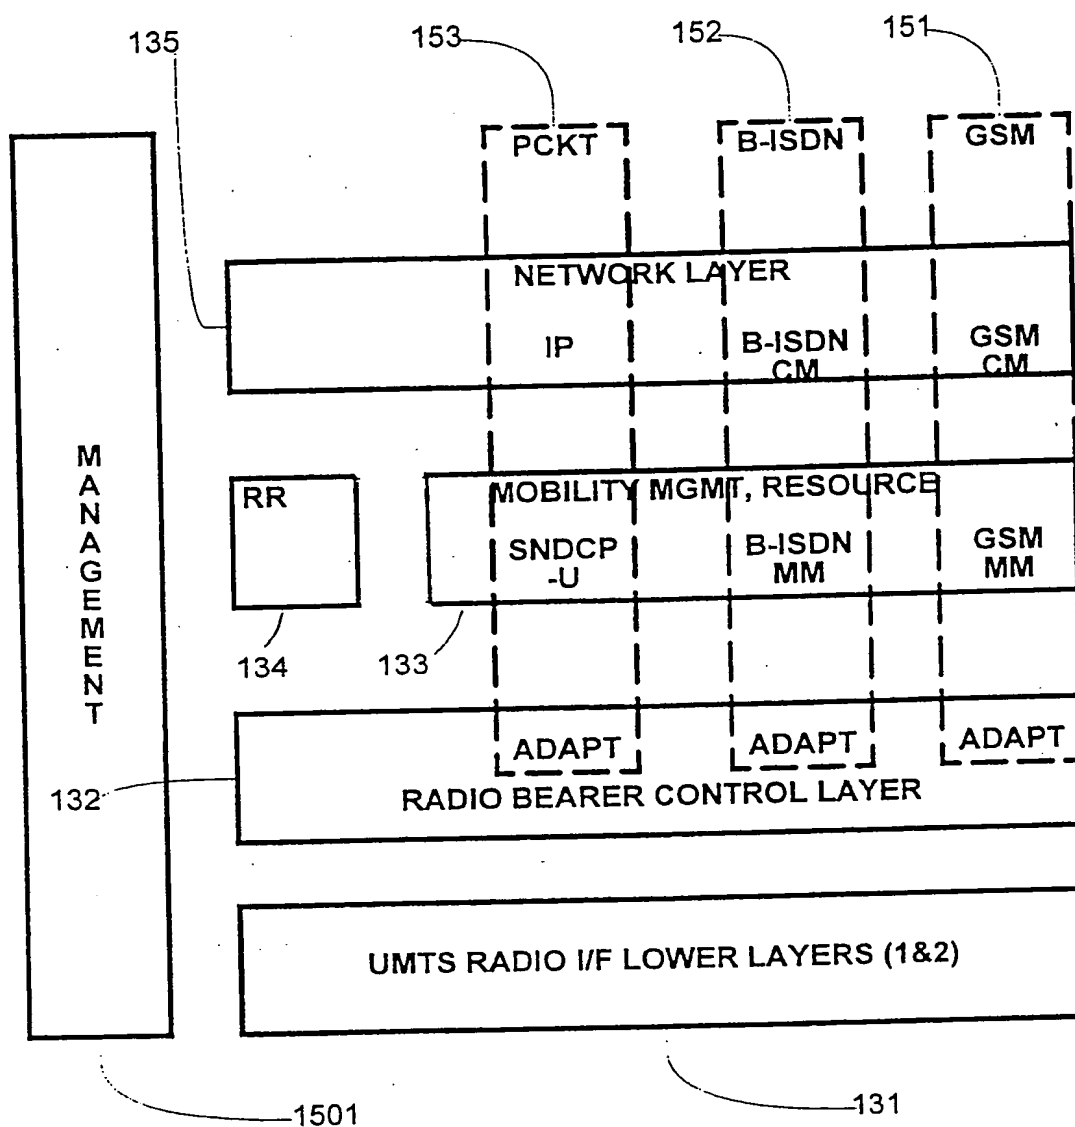 135
153
152
151
PCKT
B-ISDN
GSM
NETWORK LAYER
IP
B-ISDN
CM
GSM
CM
MANAGEMENT
RR
MOBILITY MGMT, RESOURCE
SNDCP
-U
B-ISDN
MM
GSM
MM
134
133
ADAPT
ADAPT
ADAPT
132
RADIO BEARER CONTROL LAYER
UMTS RADIO I/F LOWER LAYERS (1&2)
1501
131